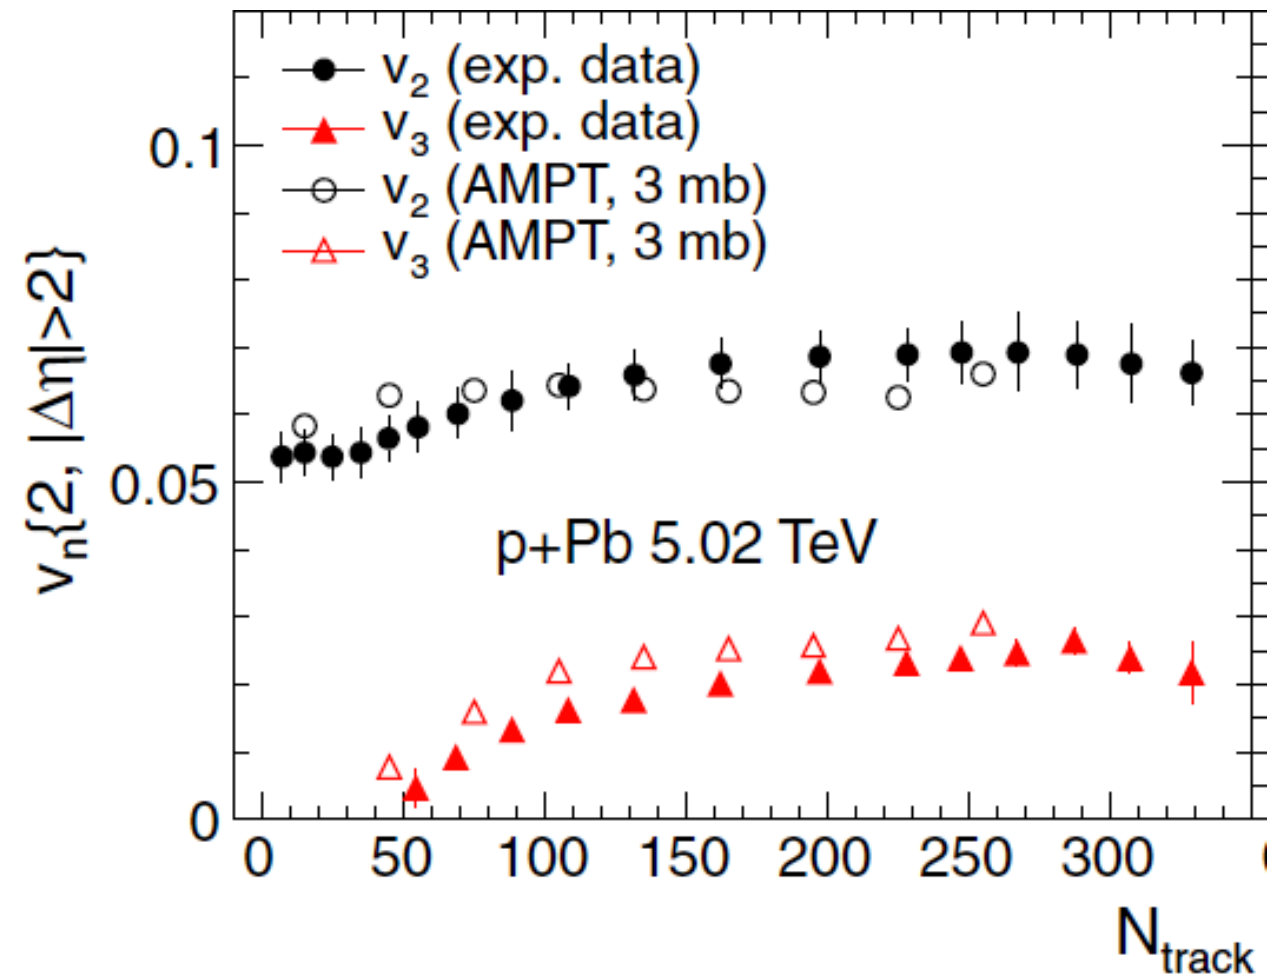 v2 (exp. data)
v3 (exp. data)
v2 (AMPT, 3 mb)
v3 (AMPT, 3 mb)
0.1
0.05
0
vn{2, |Δη|>2}
p+Pb 5.02 TeV
0 50 100 150 200 250 300
Ntrack